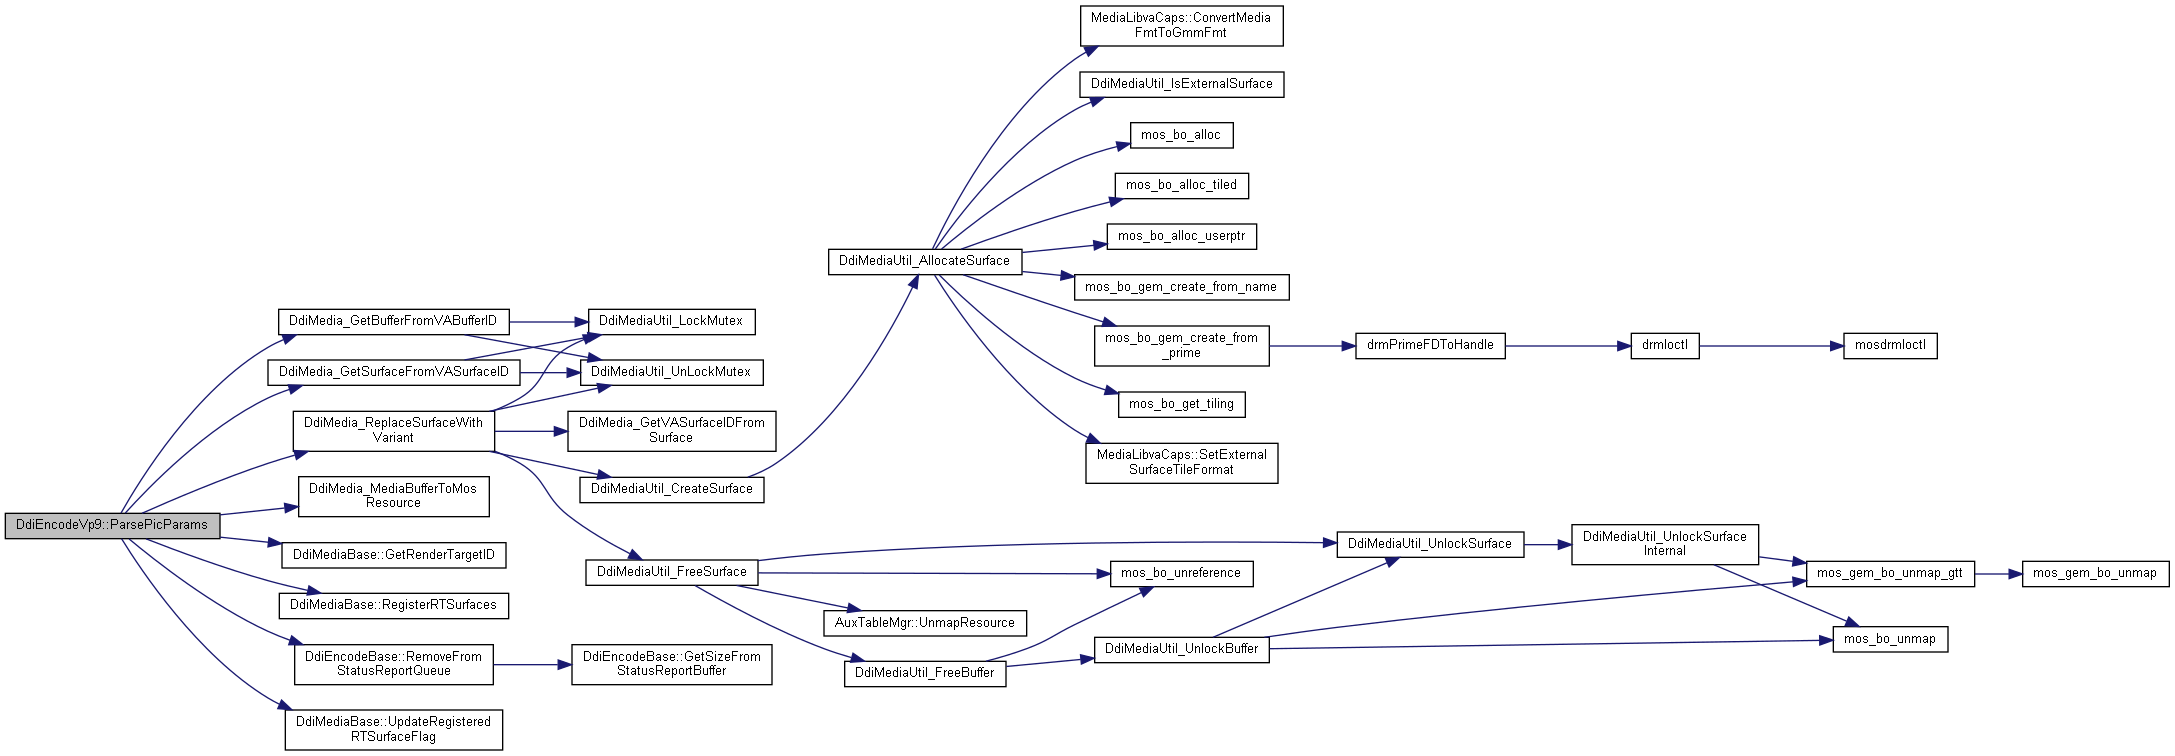 DdiEncodeVp9::ParsePicParams
DdiMedia_GetBufferFromVABufferID
DdiMedia_GetSurfaceFromVASurfaceID
DdiMedia_ReplaceSurfaceWith
Variant
DdiMedia_MediaBufferToMos
Resource
DdiMediaBase::GetRenderTargetID
DdiMediaBase::RegisterRTSurfaces
DdiEncodeBase::RemoveFrom
StatusReportQueue
DdiMediaBase::UpdateRegistered
RTSurfaceFlag
DdiMediaUtil_LockMutex
DdiMediaUtil_UnLockMutex
DdiMedia_GetVASurfaceIDFrom
Surface
DdiMediaUtil_CreateSurface
DdiMediaUtil_FreeSurface
DdiEncodeBase::GetSizeFrom
StatusReportBuffer
DdiMediaUtil_AllocateSurface
AuxTableMgr::UnmapResource
DdiMediaUtil_FreeBuffer
MediaLibvaCaps::ConvertMedia
FmtToGmmFmt
DdiMediaUtil_IsExternalSurface
mos_bo_alloc
mos_bo_alloc_tiled
mos_bo_alloc_userptr
mos_bo_gem_create_from_name
mos_bo_gem_create_from
_prime
mos_bo_get_tiling
MediaLibvaCaps::SetExternal
SurfaceTileFormat
mos_bo_unreference
DdiMediaUtil_UnlockBuffer
drmPrimeFDToHandle
DdiMediaUtil_UnlockSurface
drmIoctl
DdiMediaUtil_UnlockSurface
Internal
mosdrmIoctl
mos_gem_bo_unmap_gtt
mos_bo_unmap
mos_gem_bo_unmap